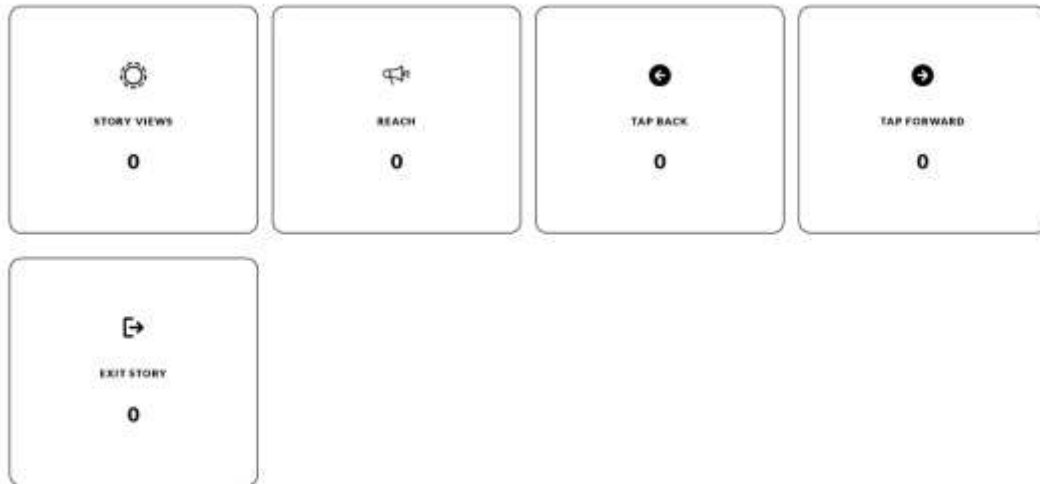 STORY VIEWS
0
REACH
0
TAP BACK
0
TAP FORWARD
0
EXIT STORY
0